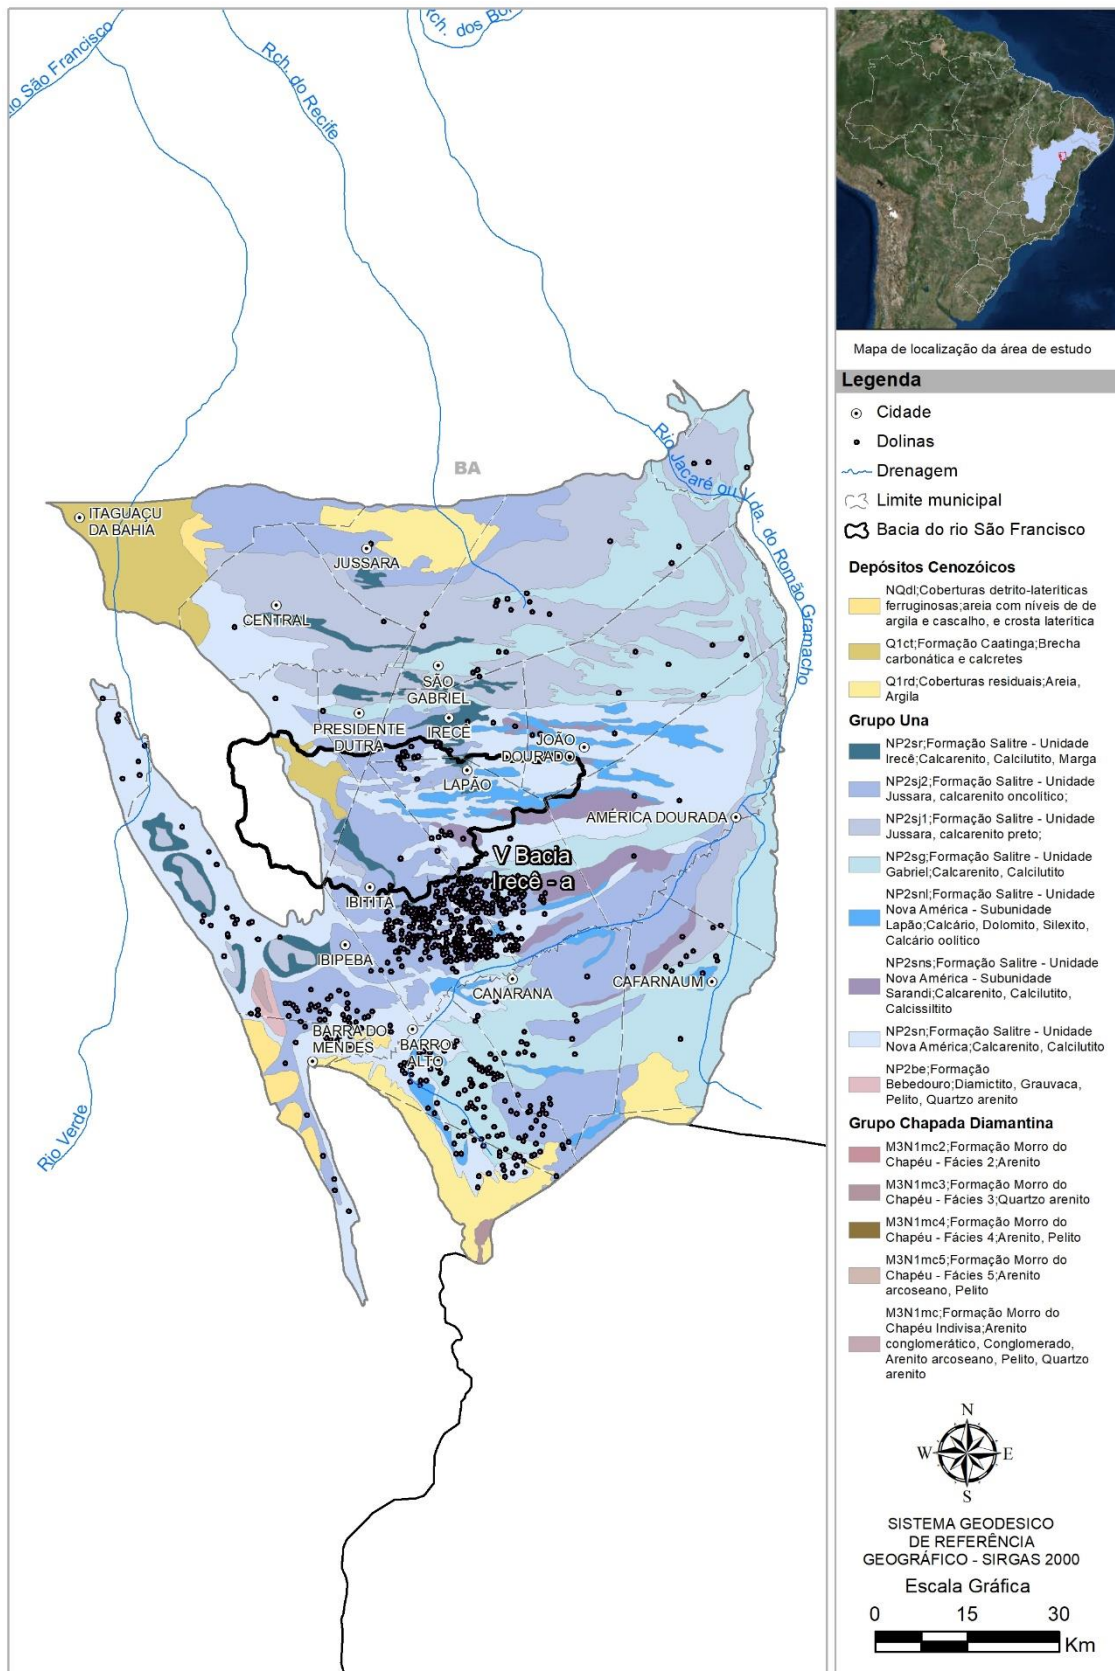 io São Francisco
Rch. do Recife
Rch. dos Bo
BA
Rio Jacaré ou Vda. do Romão Gramacho
ITAGUAÇU
DA BAHIA
JUSSARA
CENTRAL
SÃO
GABRIEL
PRESIDENTE
DUTRA
IRECÊ
JOÃO
DOURADO
LAPÃO
AMÉRICA DOURADA
V Bacia
Irecê - a
IBITITA
IBIPEBA
CANARANA
CAFARNAUM
BARRA DO
MENDES
BARRO
ALTO
Rio Verde
Mapa de localização da área de estudo
Legenda
Cidade
Dolinas
Drenagem
Limite municipal
Bacia do rio São Francisco
Depósitos Cenozóicos
NQdl;Coberturas detrito-lateríticas
ferruginosas;areia com níveis de de
argila e cascalho, e crosta laterítica
Q1ct;Formação Caatinga;Brecha
carbonática e calcretes
Q1rd;Coberturas residuais;Areia,
Argila
Grupo Una
NP2sr;Formação Salitre - Unidade
Irecê;Calcarenito, Calcilutito, Marga
NP2sj2;Formação Salitre - Unidade
Jussara, calcarenito oncolítico;
NP2sj1;Formação Salitre - Unidade
Jussara, calcarenito preto;
NP2sg;Formação Salitre - Unidade
Gabriel;Calcarenito, Calcilutito
NP2snl;Formação Salitre - Unidade
Nova América - Subunidade
Lapão;Calcário, Dolomito, Silexito,
Calcário oolítico
NP2sns;Formação Salitre - Unidade
Nova América - Subunidade
Sarandi;Calcarenito, Calcilutito,
Calcissiltito
NP2sn;Formação Salitre - Unidade
Nova América;Calcarenito, Calcilutito
NP2be;Formação
Bebedouro;Diamictito, Grauvaca,
Pelito, Quartzo arenito
Grupo Chapada Diamantina
M3N1mc2;Formação Morro do
Chapéu - Fácies 2;Arenito
M3N1mc3;Formação Morro do
Chapéu - Fácies 3;Quartzo arenito
M3N1mc4;Formação Morro do
Chapéu - Fácies 4;Arenito, Pelito
M3N1mc5;Formação Morro do
Chapéu - Fácies 5;Arenito
arcoseano, Pelito
M3N1mc;Formação Morro do
Chapéu Indivisa;Arenito
conglomerático, Conglomerado,
Arenito arcoseano, Pelito, Quartzo
arenito
N
W E
S
SISTEMA GEODESICO
DE REFERÊNCIA
GEOGRÁFICO - SIRGAS 2000
Escala Gráfica
0 15 30
Km